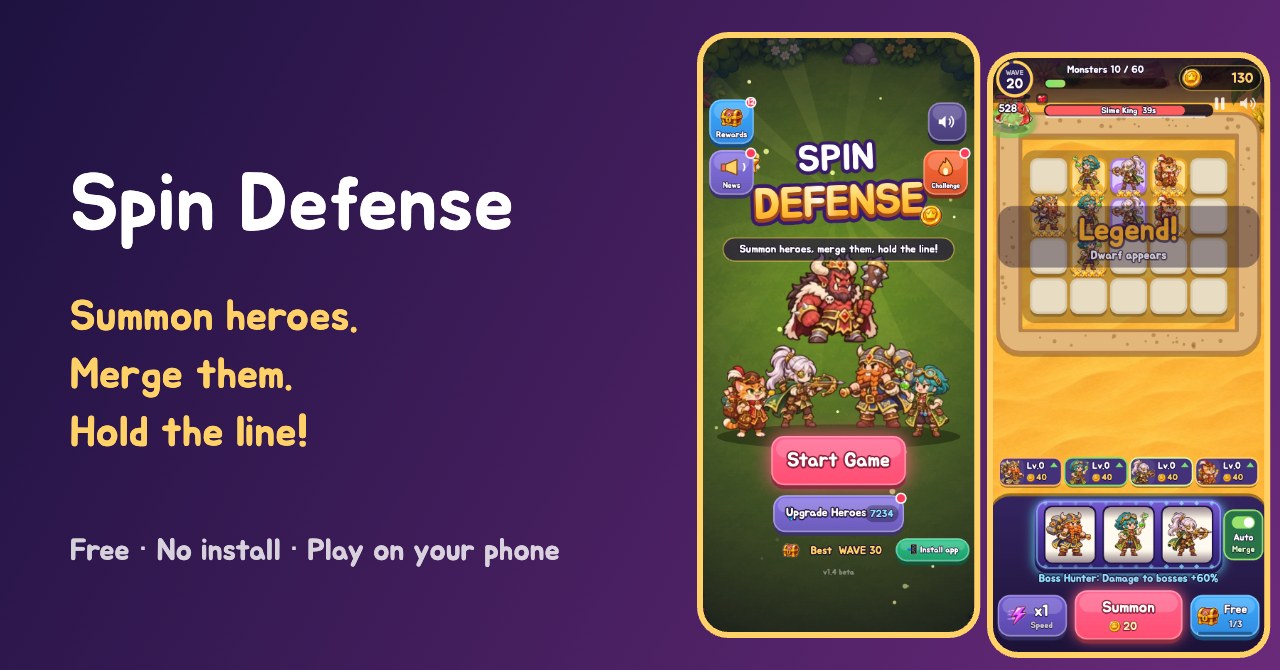 Spin Defense
Summon heroes.
Merge them.
Hold the line!
Free · No install · Play on your phone
12
Rewards
News
Challenge
SPIN
DEFENSE
Summon heroes, merge them, hold the line!
Start Game
Upgrade Heroes 7234
Best WAVE 30
Install app
v1.4 beta
WAVE
20
Monsters 10 / 60
130
528
Slime King 39s
Legend!
Dwarf appears
Lv.0 Lv.0 Lv.0 Lv.0
40 40 40 40
Auto
Merge
Boss Hunter: Damage to bosses +60%
x1
Speed
Summon
20
Free
1/3